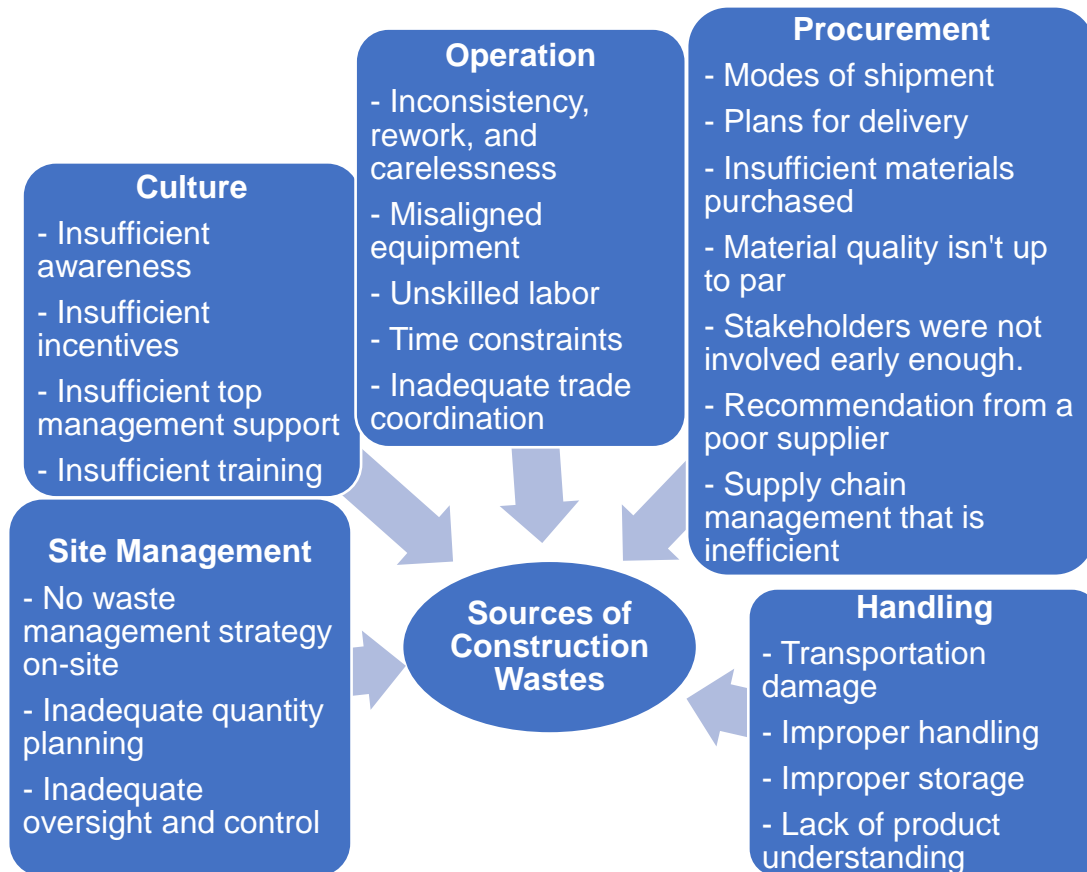 Culture
- Insufficient
awareness
- Insufficient
incentives
- Insufficient top
management support
- Insufficient training
Operation
- Inconsistency,
rework, and
carelessness
- Misaligned
equipment
- Unskilled labor
- Time constraints
- Inadequate trade
coordination
Procurement
- Modes of shipment
- Plans for delivery
- Insufficient materials
purchased
- Material quality isn't up
to par
- Stakeholders were not
involved early enough.
- Recommendation from a
poor supplier
- Supply chain
management that is
inefficient
Site Management
- No waste
management strategy
on-site
- Inadequate quantity
planning
- Inadequate
oversight and control
Sources of
Construction
Wastes
Handling
- Transportation
damage
- Improper handling
- Improper storage
- Lack of product
understanding